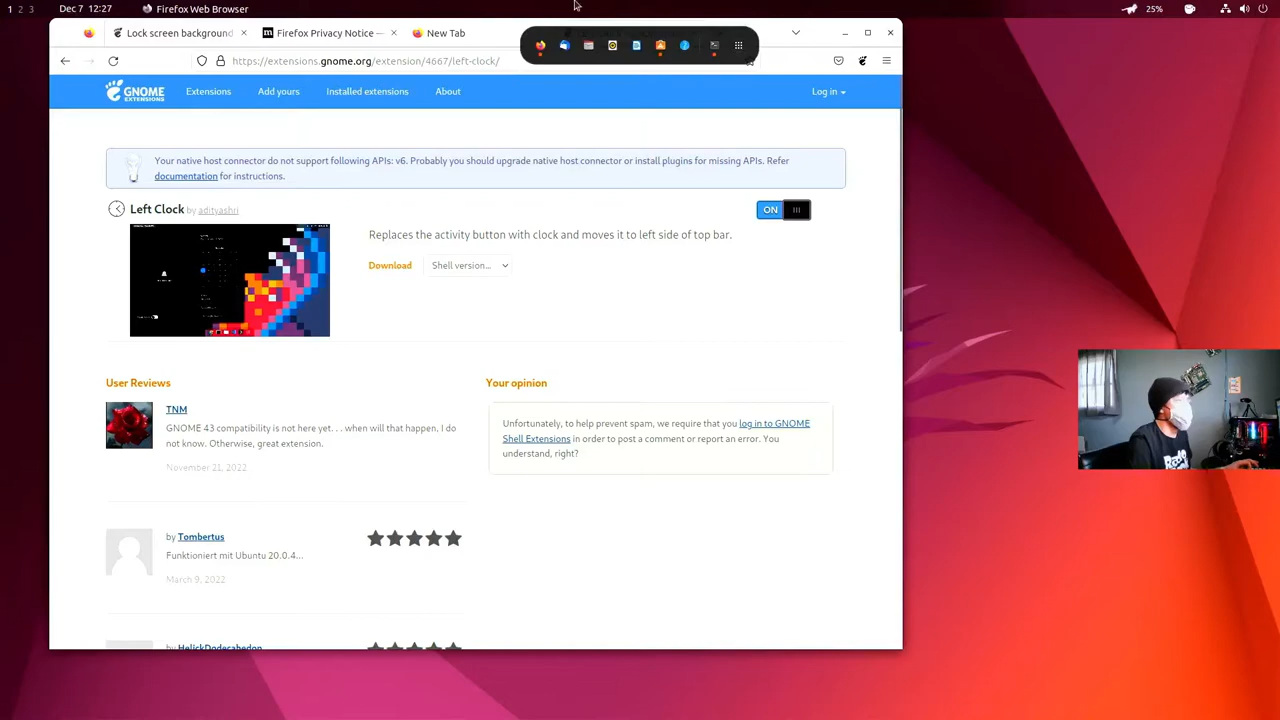 1 2 3 Dec 7 12:27 Firefox Web Browser 25%
Lock screen background Firefox Privacy Notice — New Tab
https://extensions.gnome.org/extension/4667/left-clock/
GNOME EXTENSIONS Extensions Add yours Installed extensions About Log in
Your native host connector do not support following APIs: v6. Probably you should upgrade native host connector or install plugins for missing APIs. Refer
documentation for instructions.
Left Clock by adityashri ON
Replaces the activity button with clock and moves it to left side of top bar.
Download Shell version...
User Reviews
Your opinion
TNM
GNOME 43 compatibility is not here yet. . . when will that happen, I do
not know. Otherwise, great extension.
November 21, 2022
Unfortunately, to help prevent spam, we require that you log in to GNOME
Shell Extensions in order to post a comment or report an error. You
understand, right?
by Tombertus
Funktioniert mit Ubuntu 20.0.4...
March 9, 2022
by HelickDodecahedon